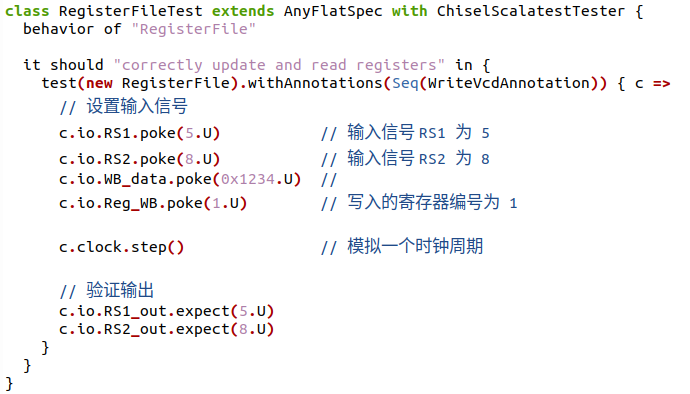 class RegisterFileTest extends AnyFlatSpec with ChiselScalatestTester {
  behavior of "RegisterFile"

  it should "correctly update and read registers" in {
    test(new RegisterFile).withAnnotations(Seq(WriteVcdAnnotation)) { c =>
      // 设置输入信号
      c.io.RS1.poke(5.U)           // 输入信号 RS1 为 5
      c.io.RS2.poke(8.U)           // 输入信号 RS2 为 8
      c.io.WB_data.poke(0x1234.U)  //
      c.io.Reg_WB.poke(1.U)        // 写入的寄存器编号为 1

      c.clock.step()               // 模拟一个时钟周期

      // 验证输出
      c.io.RS1_out.expect(5.U)
      c.io.RS2_out.expect(8.U)
    }
  }
}